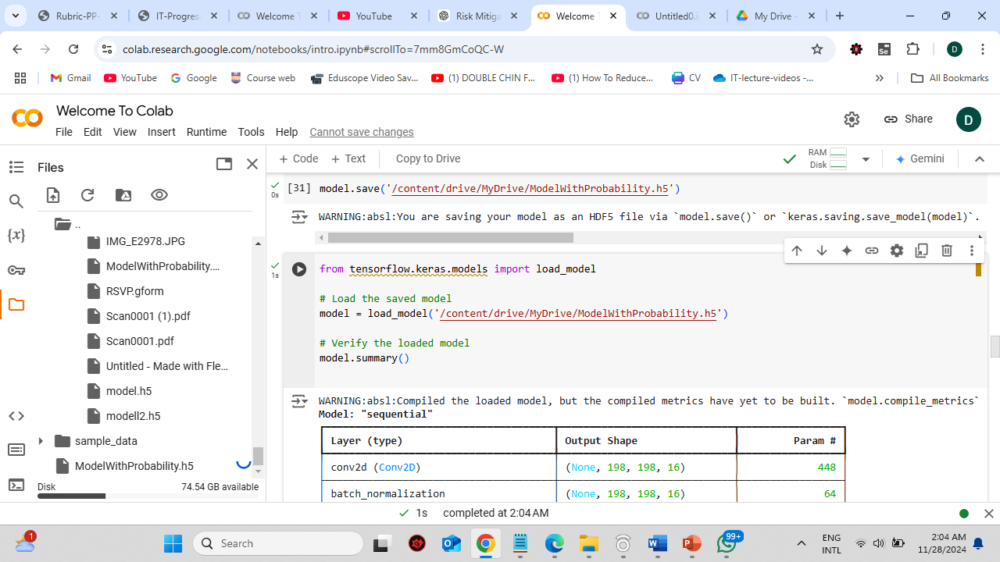 Rubric-PP-
IT-Progres
Welcome T
YouTube
Risk Mitiga
Welcome T
Untitled0.i
My Drive -
colab.research.google.com/notebooks/intro.ipynb#scrollTo=7mm8GmCoQC-W
D
Gmail
YouTube
Google
Course web
Eduscope Video Sav...
(1) DOUBLE CHIN F...
(1) How To Reduce...
CV
IT-lecture-videos -...
All Bookmarks
Welcome To Colab
File Edit View Insert Runtime Tools Help Cannot save changes
Share
D
Files
+ Code + Text Copy to Drive
RAM
Disk
Gemini
..
IMG_E2978.JPG
ModelWithProbability....
RSVP.gform
Scan0001 (1).pdf
Scan0001.pdf
Untitled - Made with Fle...
model.h5
modell2.h5
sample_data
ModelWithProbability.h5
Disk 74.54 GB available
0s
[31] model.save('/content/drive/MyDrive/ModelWithProbability.h5')
WARNING:absl:You are saving your model as an HDF5 file via `model.save()` or `keras.saving.save_model(model)`.
1s
from tensorflow.keras.models import load_model
# Load the saved model
model = load_model('/content/drive/MyDrive/ModelWithProbability.h5')
# Verify the loaded model
model.summary()
WARNING:absl:Compiled the loaded model, but the compiled metrics have yet to be built. `model.compile_metrics`
Model: "sequential"
Layer (type) Output Shape Param #
conv2d (Conv2D) (None, 198, 198, 16) 448
batch_normalization (None, 198, 198, 16) 64
1s completed at 2:04 AM
1
Search
99+
ENG
INTL
2:04 AM
11/28/2024